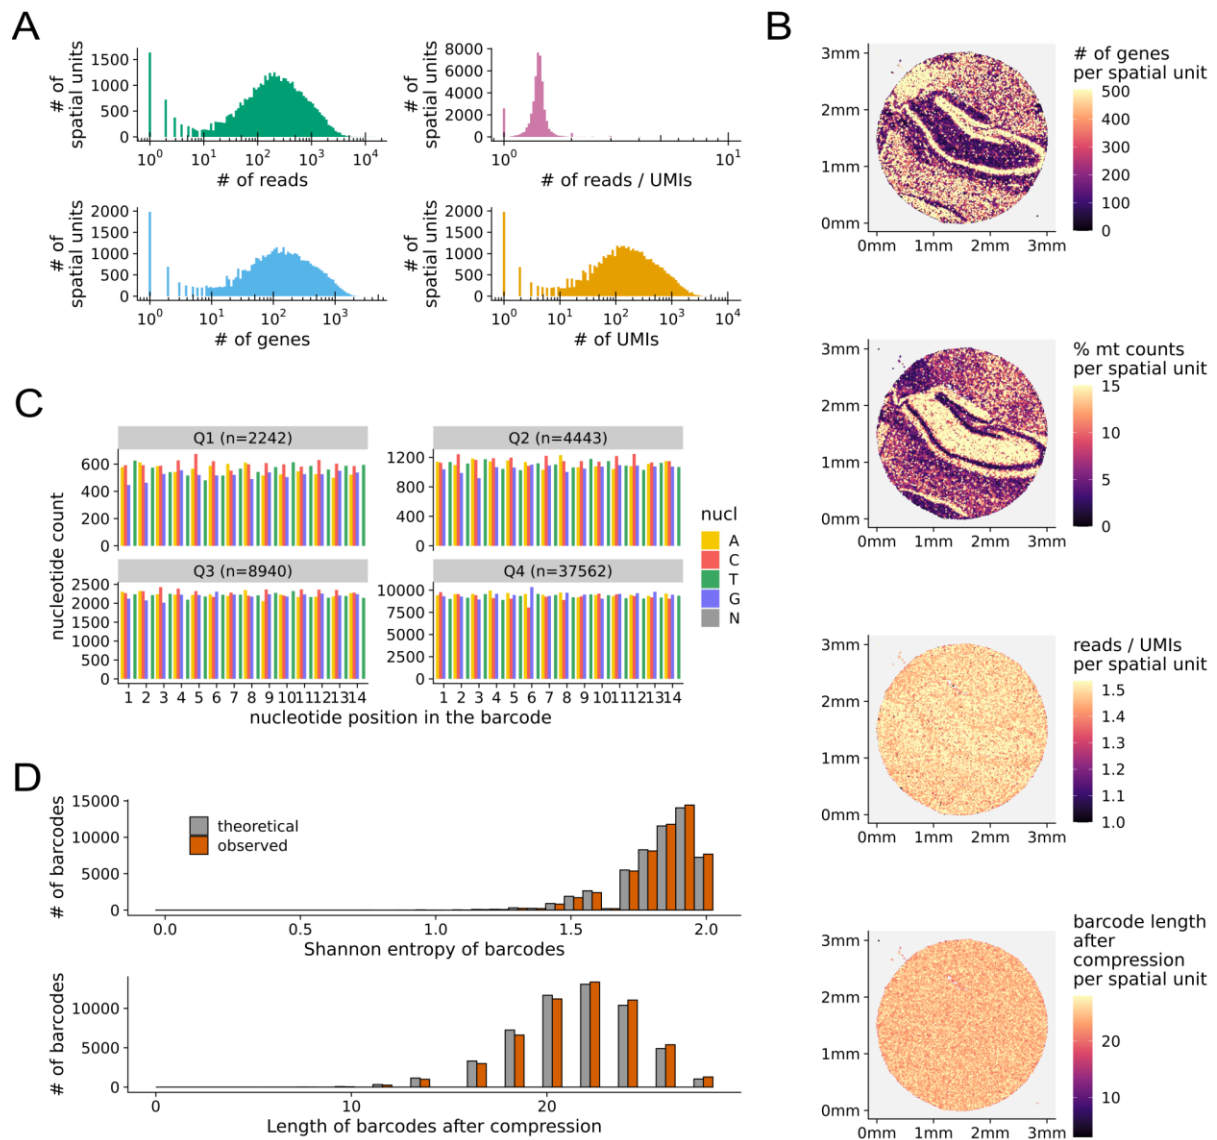 A
# of
spatial units
1500
1000
500
0
10^0
10^1
10^2
10^3
10^4
# of reads
# of
spatial units
8000
6000
4000
2000
0
10^0
10^1
# of reads / UMIs
# of
spatial units
2000
1500
1000
500
0
10^0
10^1
10^2
10^3
# of genes
# of
spatial units
2000
1500
1000
500
0
10^0
10^1
10^2
10^3
10^4
# of UMIs
B
3mm
2mm
1mm
0mm
0mm 1mm 2mm 3mm
# of genes
per spatial unit
500
400
300
200
100
0
3mm
2mm
1mm
0mm
0mm 1mm 2mm 3mm
% mt counts
per spatial unit
15
10
5
0
3mm
2mm
1mm
0mm
0mm 1mm 2mm 3mm
reads / UMIs
per spatial unit
1.5
1.4
1.3
1.2
1.1
1.0
3mm
2mm
1mm
0mm
0mm 1mm 2mm 3mm
barcode length
after
compression
per spatial unit
20
10
C
nucleotide count
Q1 (n=2242)
600
400
200
0
Q2 (n=4443)
1200
800
400
0
Q3 (n=8940)
2500
2000
1500
1000
500
0
1 2 3 4 5 6 7 8 9 10 11 12 13 14
Q4 (n=37562)
10000
7500
5000
2500
0
1 2 3 4 5 6 7 8 9 10 11 12 13 14
nucleotide position in the barcode
nucl
A
C
T
G
N
D
# of barcodes
15000
10000
5000
0
theoretical
observed
0.0 0.5 1.0 1.5 2.0
Shannon entropy of barcodes
# of barcodes
10000
5000
0
0 10 20
Length of barcodes after compression